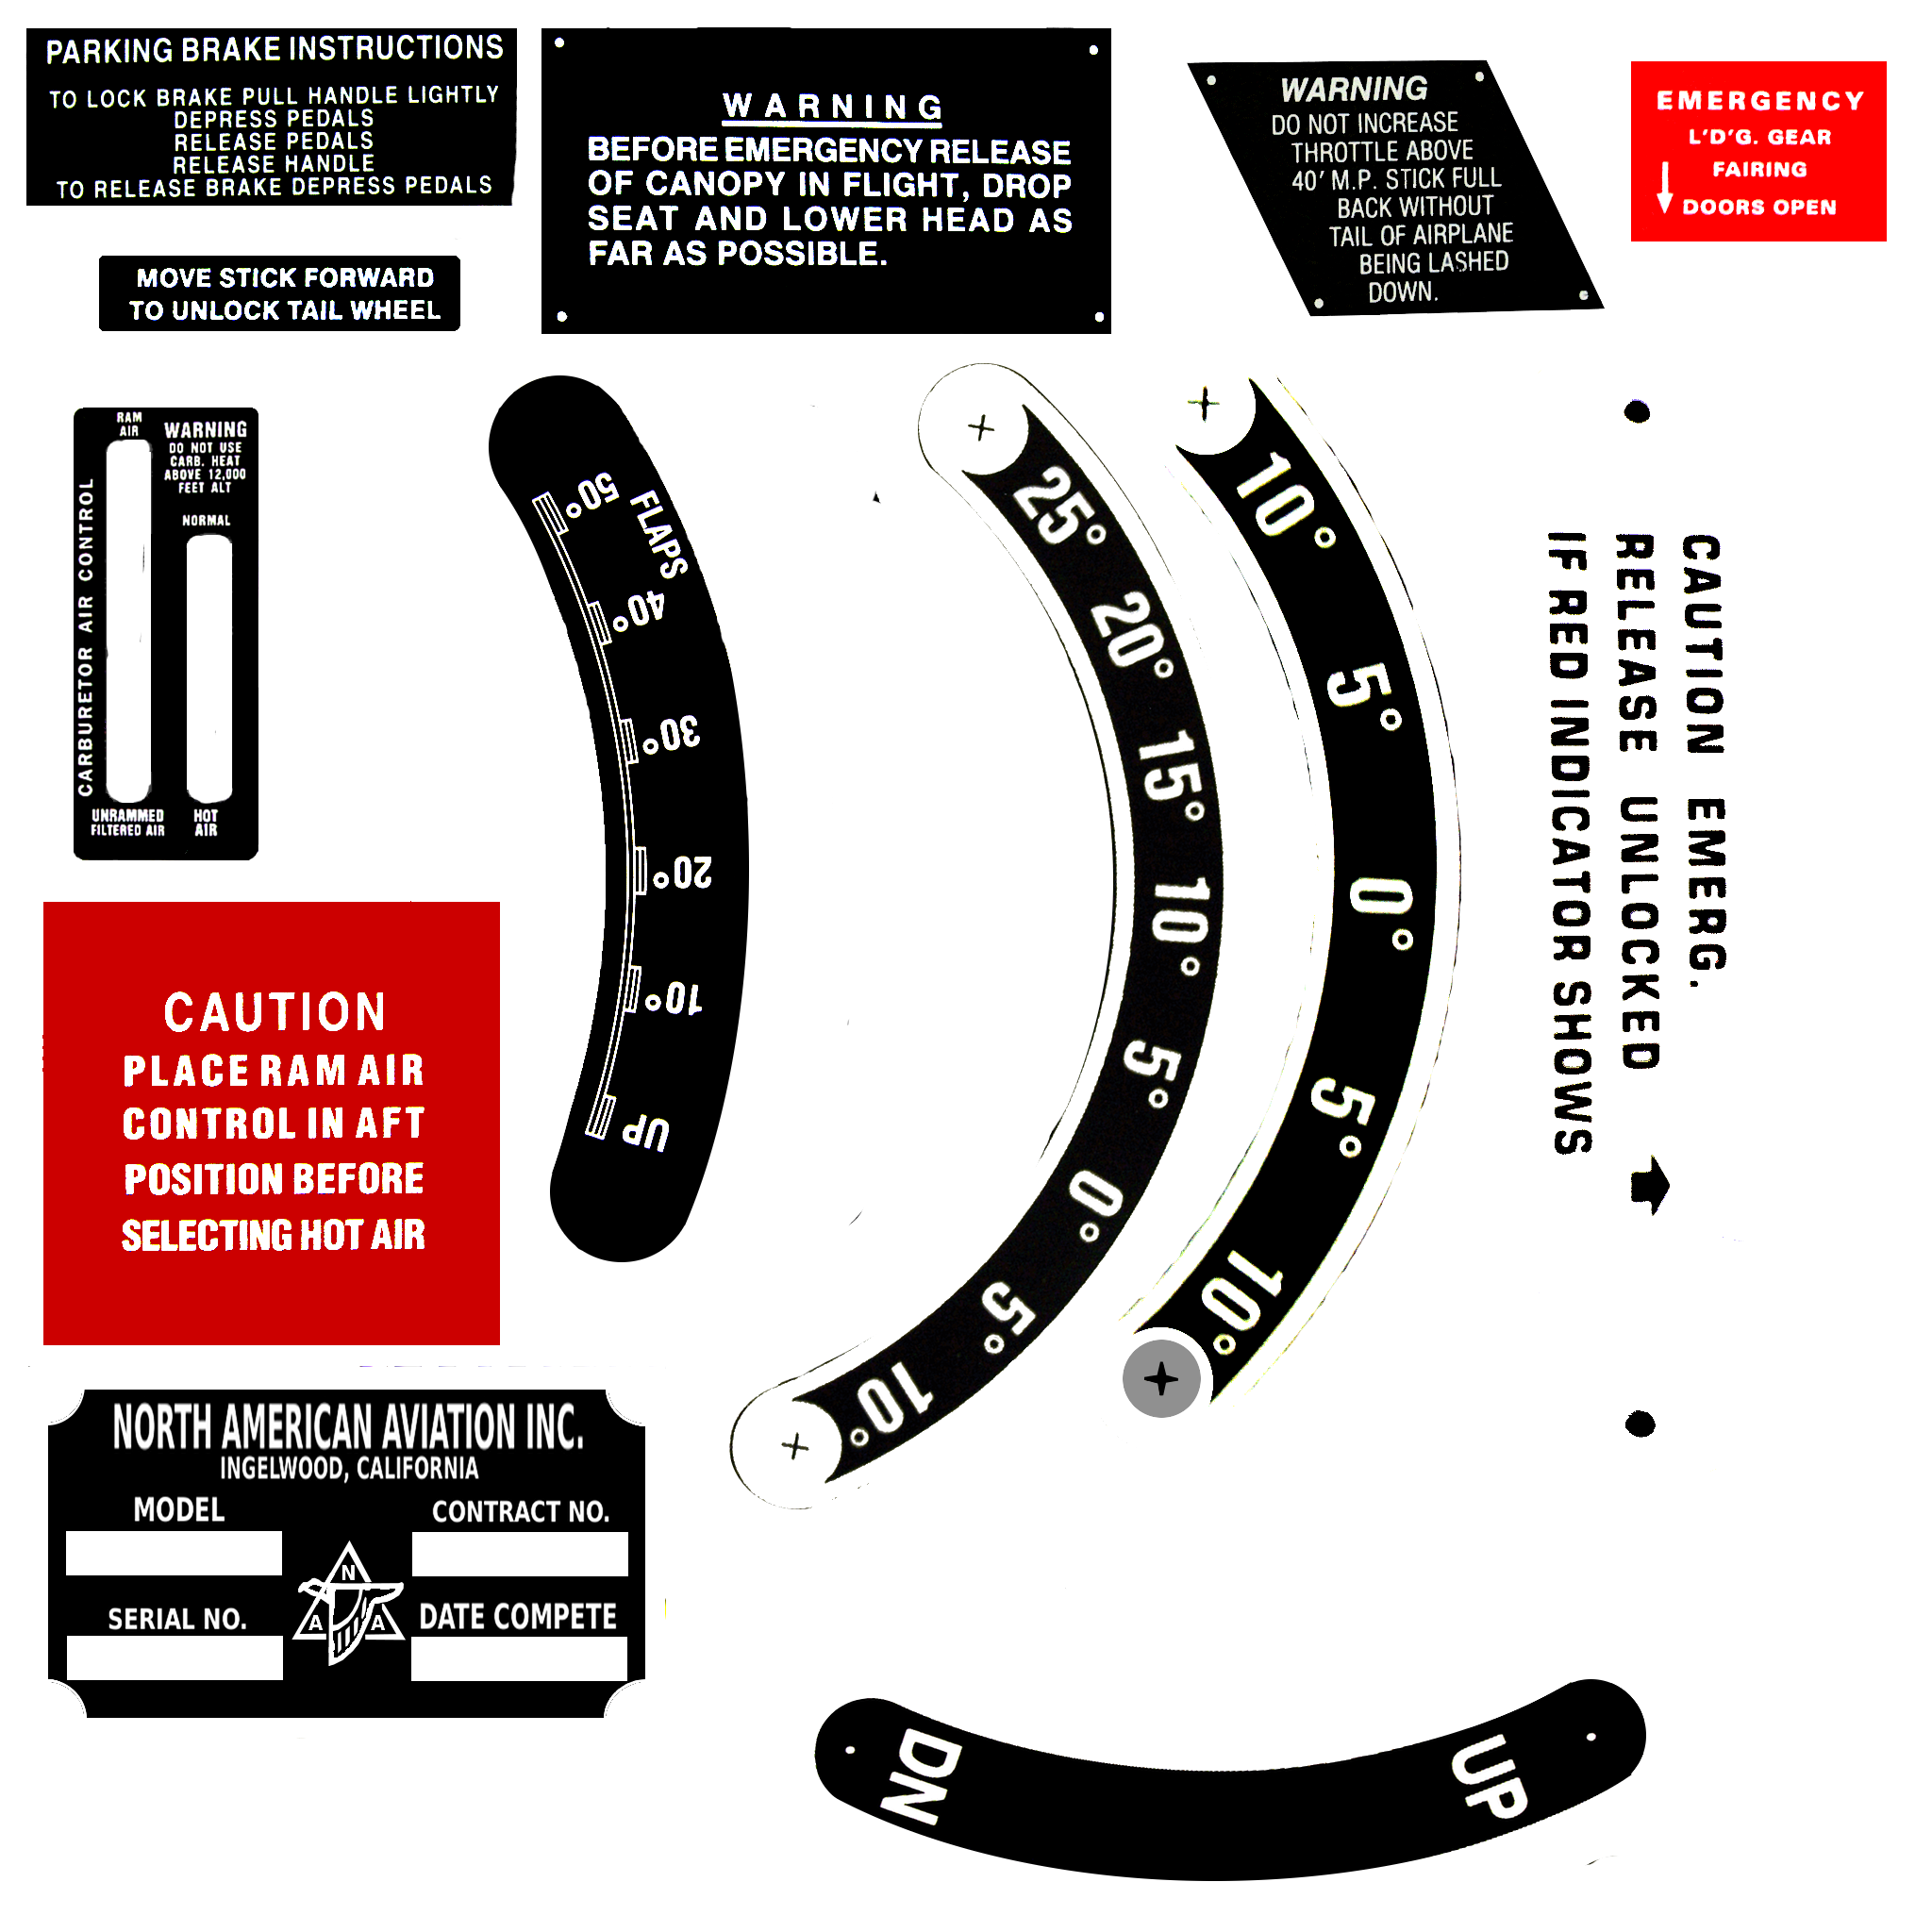 PARKING BRAKE INSTRUCTIONS
TO LOCK BRAKE PULL HANDLE LIGHTLY
DEPRESS PEDALS
RELEASE PEDALS
RELEASE HANDLE
TO RELEASE BRAKE DEPRESS PEDALS
WARNING
BEFORE EMERGENCY RELEASE
OF CANOPY IN FLIGHT, DROP
SEAT AND LOWER HEAD AS
FAR AS POSSIBLE.
WARNING
DO NOT INCREASE
THROTTLE ABOVE
40' M.P. STICK FULL
BACK WITHOUT
TAIL OF AIRPLANE
BEING LASHED
DOWN.
EMERGENCY
L'D'G. GEAR
FAIRING
DOORS OPEN
MOVE STICK FORWARD
TO UNLOCK TAIL WHEEL
RAM
AIR
WARNING
DO NOT USE
CARB. HEAT
ABOVE 12,000
FEET ALT
NORMAL
CARBURETOR AIR CONTROL
UNRAMMED
FILTERED AIR
HOT
AIR
FLAPS
50°
40°
30°
20°
10°
UP
25°
20°
15°
10°
5°
0°
5°
10°
10°
5°
0°
5°
10°
CAUTION EMERG.
RELEASE UNLOCKED
IF RED INDICATOR SHOWS
CAUTION
PLACE RAM AIR
CONTROL IN AFT
POSITION BEFORE
SELECTING HOT AIR
NORTH AMERICAN AVIATION INC.
INGELWOOD, CALIFORNIA
MODEL
CONTRACT NO.
N
A A
SERIAL NO.
DATE COMPETE
DN
UP